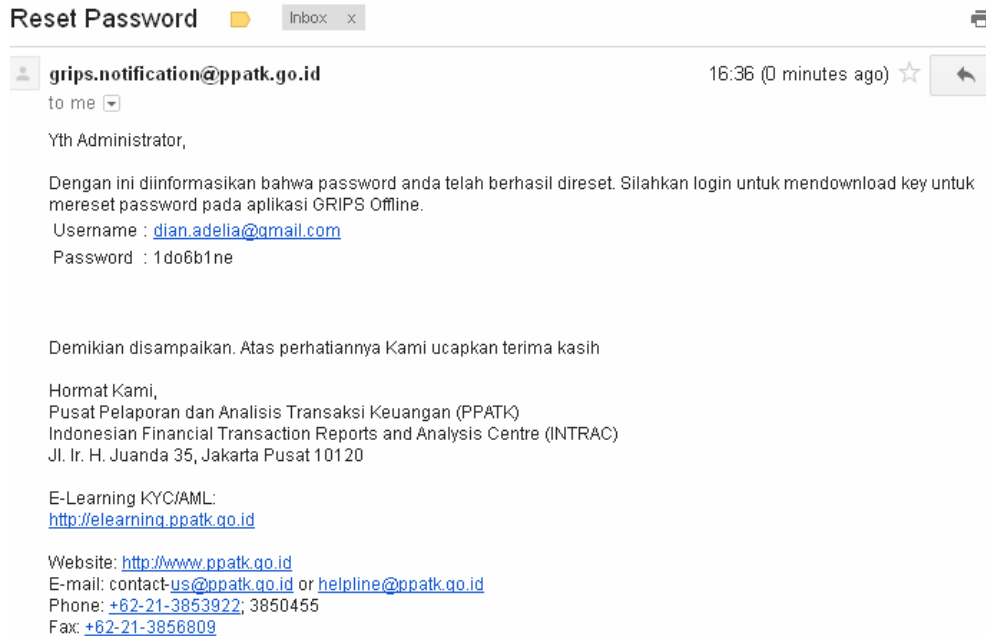 Reset Password Inbox x
grips.notification@ppatk.go.id 16:36 (0 minutes ago)
to me
Yth Administrator,
Dengan ini diinformasikan bahwa password anda telah berhasil direset. Silahkan login untuk mendownload key untuk
mereset password pada aplikasi GRIPS Offline.
Username : dian.adelia@gmail.com
Password : 1do6b1ne
Demikian disampaikan. Atas perhatiannya Kami ucapkan terima kasih
Hormat Kami,
Pusat Pelaporan dan Analisis Transaksi Keuangan (PPATK)
Indonesian Financial Transaction Reports and Analysis Centre (INTRAC)
Jl. Ir. H. Juanda 35, Jakarta Pusat 10120
E-Learning KYC/AML:
http://elearning.ppatk.go.id
Website: http://www.ppatk.go.id
E-mail: contact-us@ppatk.go.id or helpline@ppatk.go.id
Phone: +62-21-3853922; 3850455
Fax: +62-21-3856809